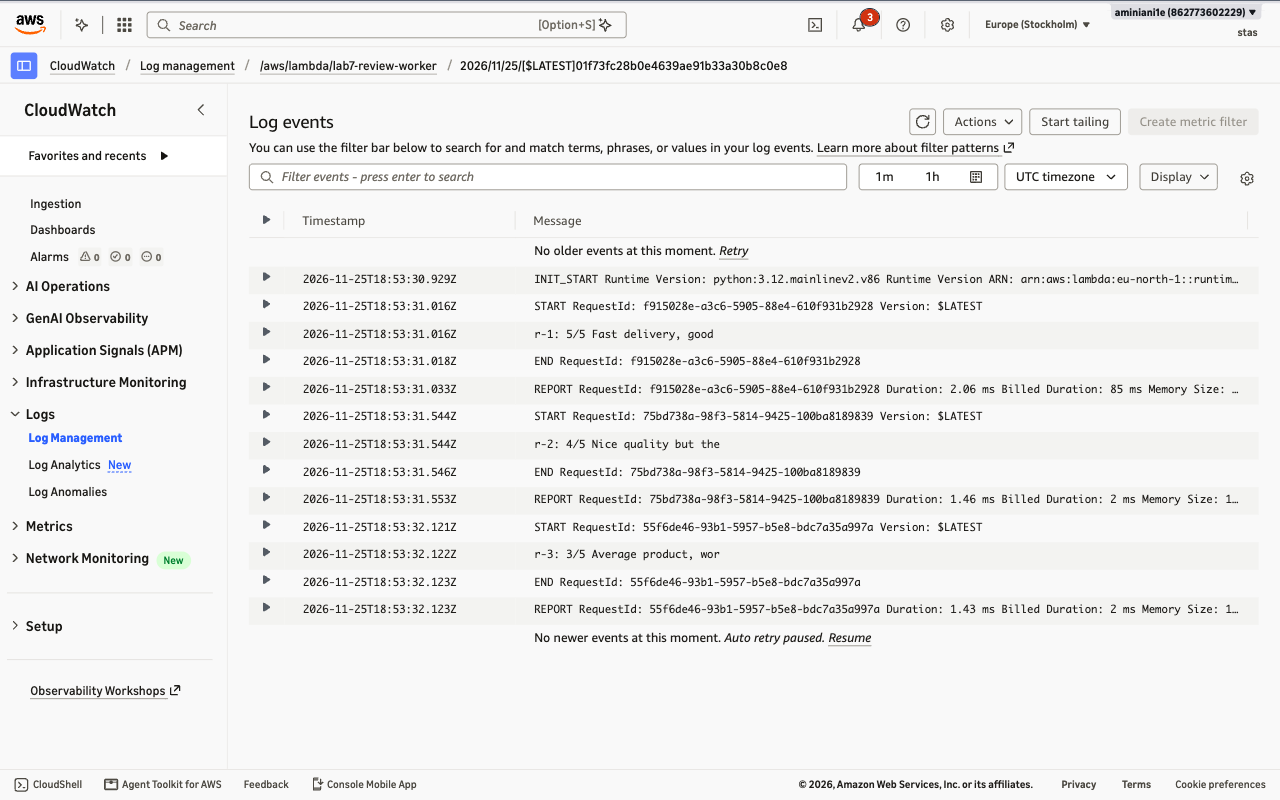 aws
Search [Option+S]
3
aminiani1e (862773602229) ▼
Europe (Stockholm) ▼
stas
CloudWatch / Log management / /aws/lambda/lab7-review-worker / 2026/11/25/[$LATEST]01f73fc28b0e4639ae91b33a30b8c0e8
CloudWatch
Favorites and recents
Ingestion
Dashboards
Alarms 0 0 0
AI Operations
GenAI Observability
Application Signals (APM)
Infrastructure Monitoring
Logs
Log Management
Log Analytics New
Log Anomalies
Metrics
Network Monitoring New
Setup
Observability Workshops
Log events
Actions
Start tailing
Create metric filter
You can use the filter bar below to search for and match terms, phrases, or values in your log events. Learn more about filter patterns
Filter events - press enter to search
1m 1h
UTC timezone
Display
Timestamp Message
No older events at this moment. Retry
2026-11-25T18:53:30.929Z INIT_START Runtime Version: python:3.12.mainlinev2.v86 Runtime Version ARN: arn:aws:lambda:eu-north-1::runtim…
2026-11-25T18:53:31.016Z START RequestId: f915028e-a3c6-5905-88e4-610f931b2928 Version: $LATEST
2026-11-25T18:53:31.016Z r-1: 5/5 Fast delivery, good
2026-11-25T18:53:31.018Z END RequestId: f915028e-a3c6-5905-88e4-610f931b2928
2026-11-25T18:53:31.033Z REPORT RequestId: f915028e-a3c6-5905-88e4-610f931b2928 Duration: 2.06 ms Billed Duration: 85 ms Memory Size: …
2026-11-25T18:53:31.544Z START RequestId: 75bd738a-98f3-5814-9425-100ba8189839 Version: $LATEST
2026-11-25T18:53:31.544Z r-2: 4/5 Nice quality but the
2026-11-25T18:53:31.546Z END RequestId: 75bd738a-98f3-5814-9425-100ba8189839
2026-11-25T18:53:31.553Z REPORT RequestId: 75bd738a-98f3-5814-9425-100ba8189839 Duration: 1.46 ms Billed Duration: 2 ms Memory Size: 1…
2026-11-25T18:53:32.121Z START RequestId: 55f6de46-93b1-5957-b5e8-bdc7a35a997a Version: $LATEST
2026-11-25T18:53:32.122Z r-3: 3/5 Average product, wor
2026-11-25T18:53:32.123Z END RequestId: 55f6de46-93b1-5957-b5e8-bdc7a35a997a
2026-11-25T18:53:32.123Z REPORT RequestId: 55f6de46-93b1-5957-b5e8-bdc7a35a997a Duration: 1.43 ms Billed Duration: 2 ms Memory Size: 1…
No newer events at this moment. Auto retry paused. Resume
CloudShell Agent Toolkit for AWS Feedback Console Mobile App © 2026, Amazon Web Services, Inc. or its affiliates. Privacy Terms Cookie preferences